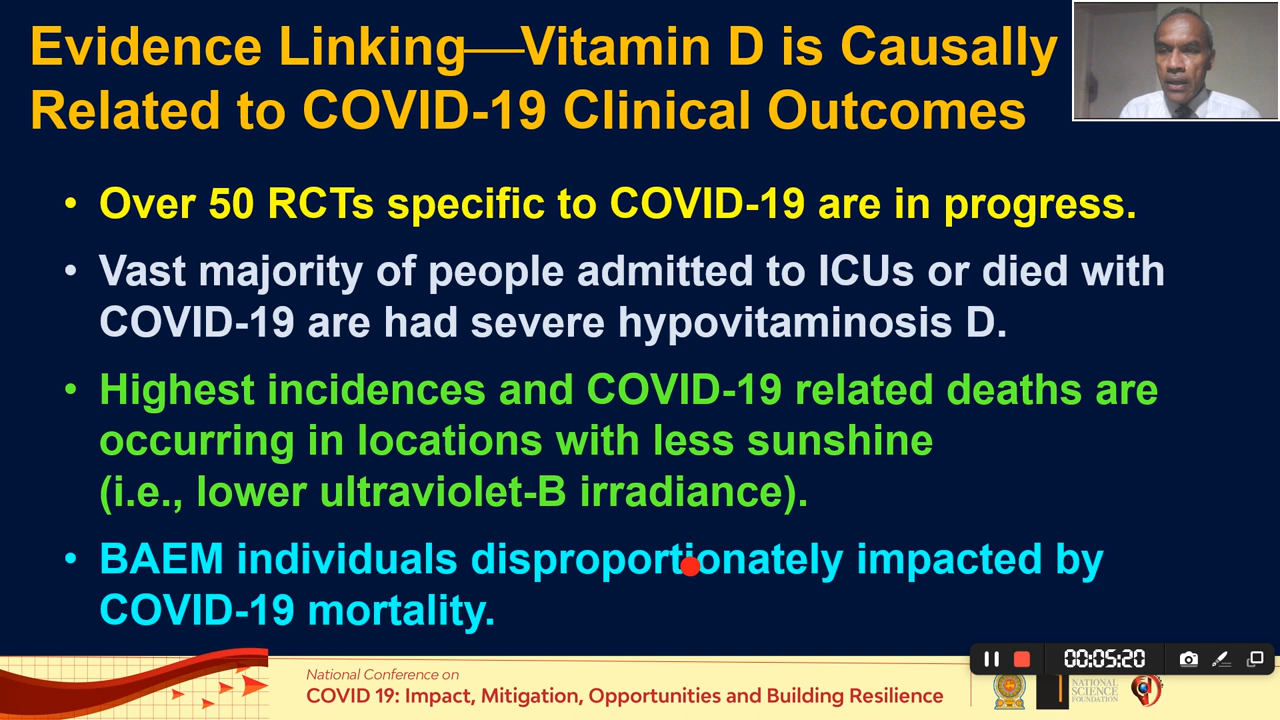 Evidence Linking—Vitamin D is Causally
Related to COVID-19 Clinical Outcomes
• Over 50 RCTs specific to COVID-19 are in progress.
• Vast majority of people admitted to ICUs or died with
COVID-19 are had severe hypovitaminosis D.
• Highest incidences and COVID-19 related deaths are
occurring in locations with less sunshine
(i.e., lower ultraviolet-B irradiance).
• BAEM individuals disproportionately impacted by
COVID-19 mortality.
00:05:20
National Conference on
COVID 19: Impact, Mitigation, Opportunities and Building Resilience
NATIONAL
SCIENCE
FOUNDATION